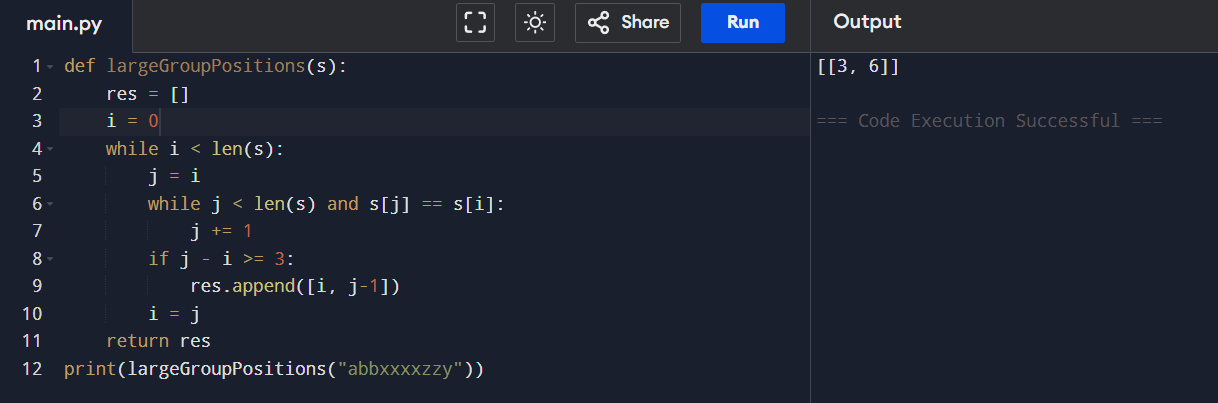 main.py
Share
Run
Output
1 def largeGroupPositions(s):
2     res = []
3     i = 0
4     while i < len(s):
5         j = i
6         while j < len(s) and s[j] == s[i]:
7             j += 1
8         if j - i >= 3:
9             res.append([i, j-1])
10         i = j
11     return res
12 print(largeGroupPositions("abbxxxxzzy"))
[[3, 6]]
=== Code Execution Successful ===